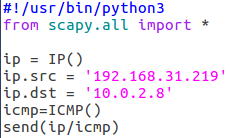 #!/usr/bin/python3
from scapy.all import *

ip = IP()
ip.src = '192.168.31.219'
ip.dst = '10.0.2.8'
icmp=ICMP()
send(ip/icmp)